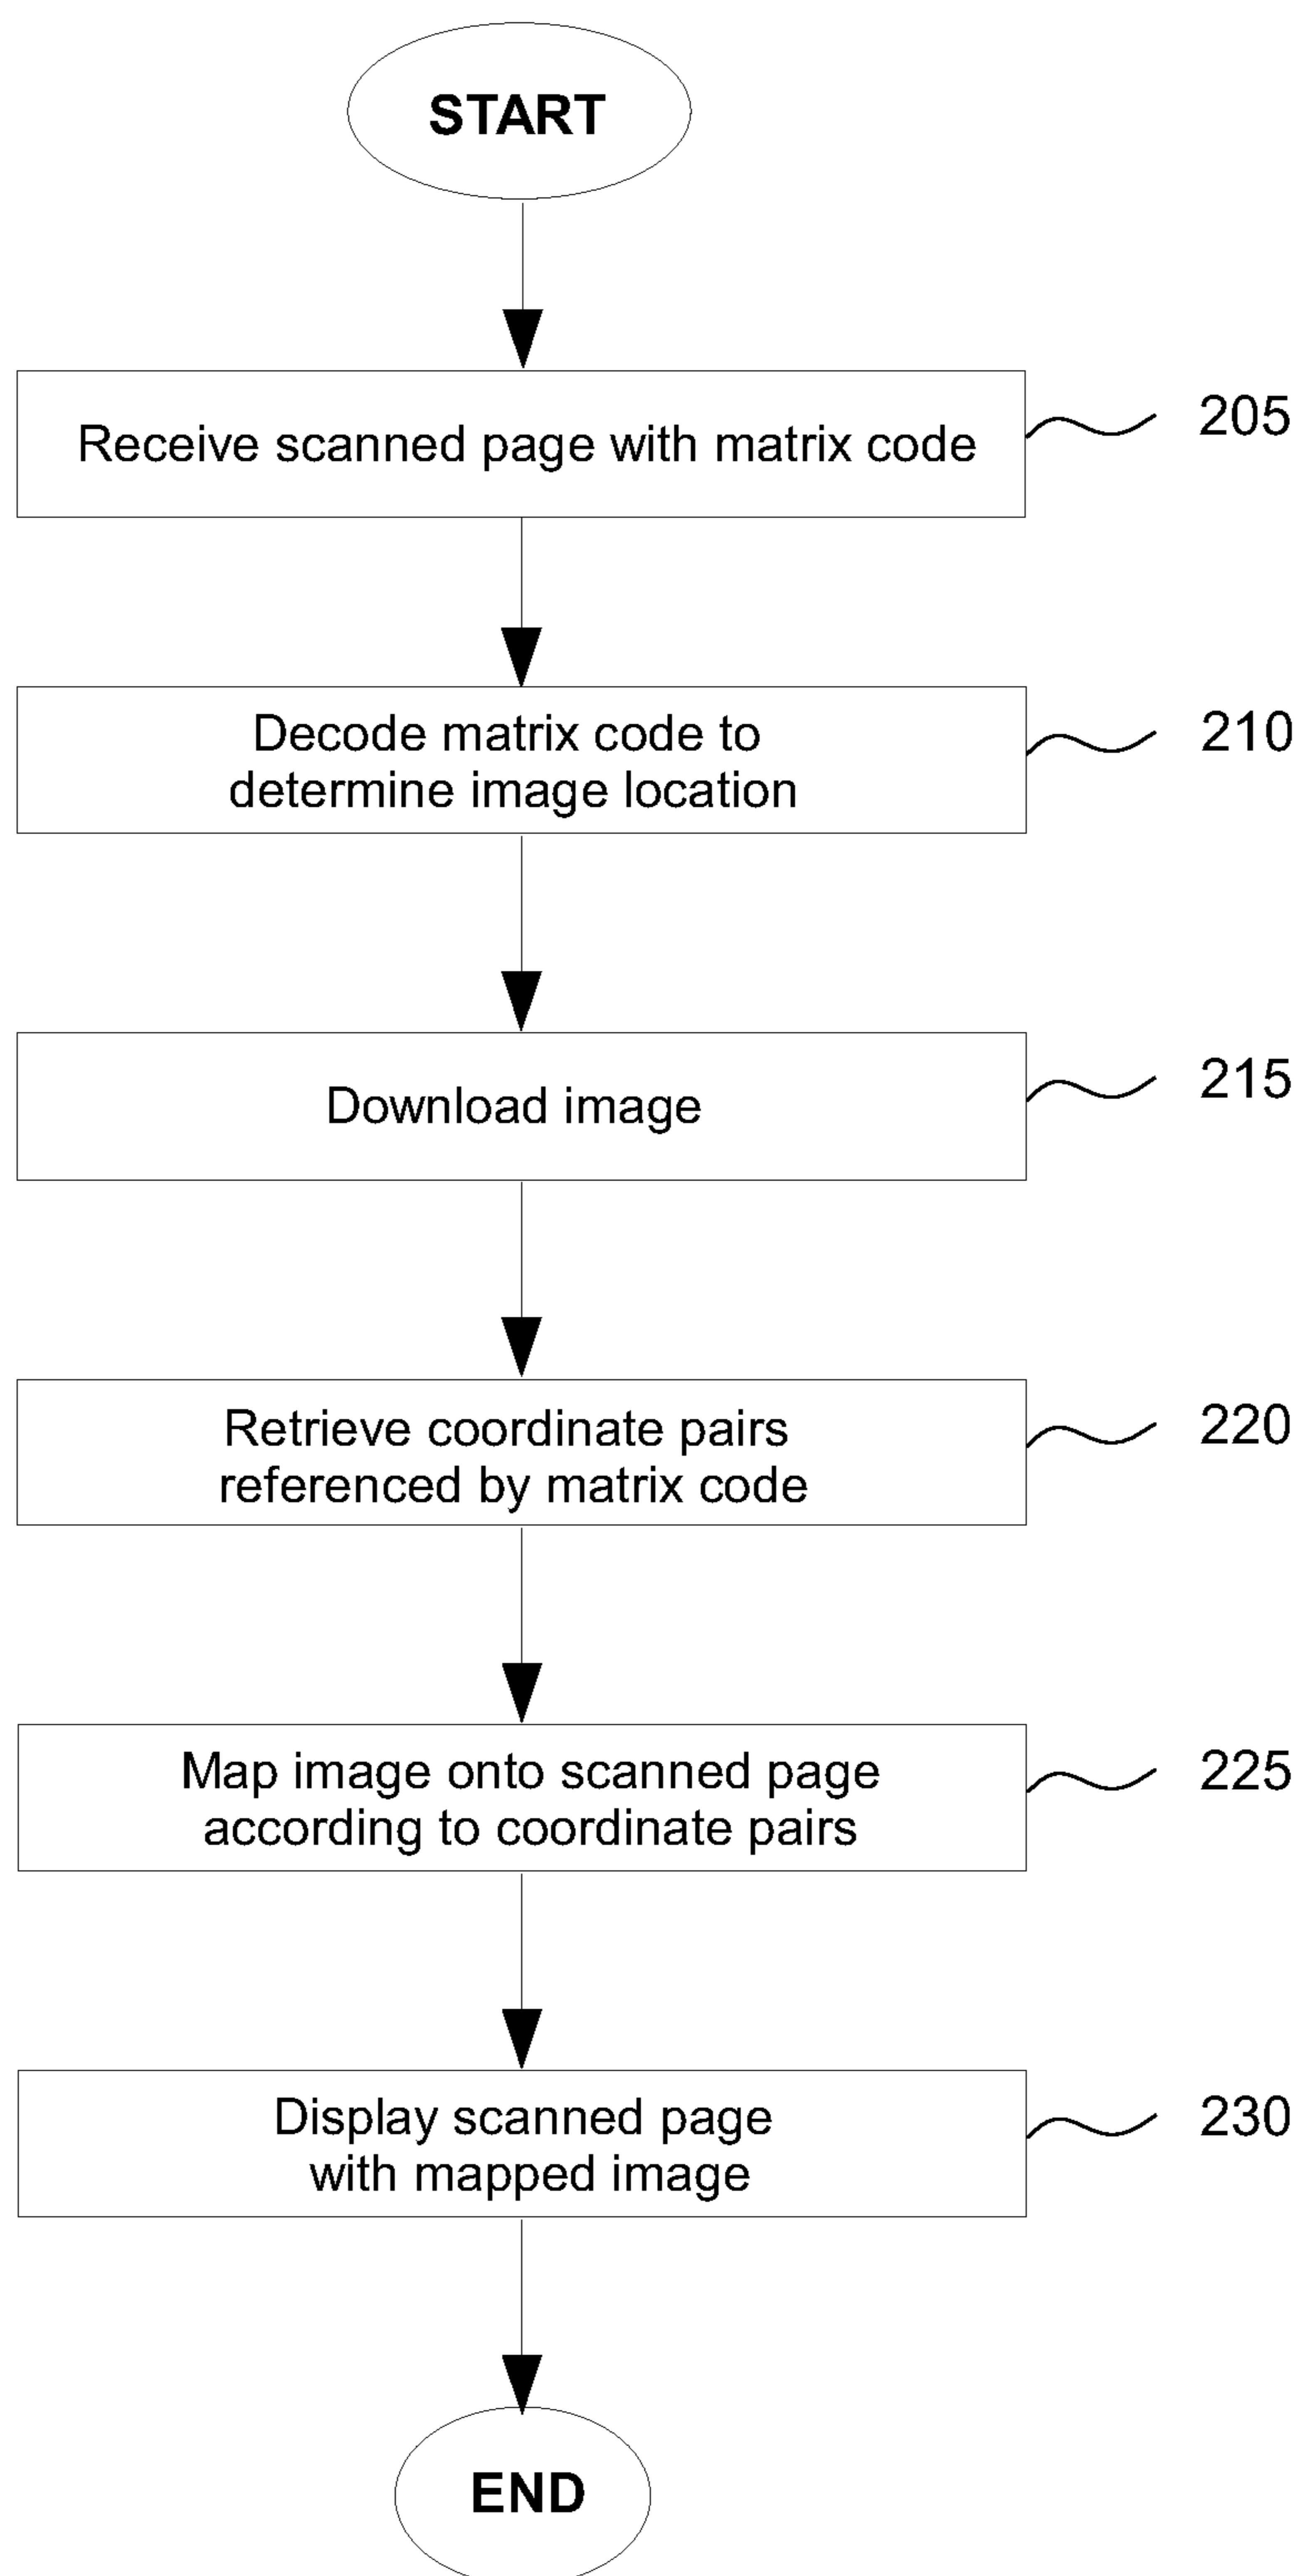 START
Receive scanned page with matrix code
205
Decode matrix code to
determine image location
210
Download image
215
Retrieve coordinate pairs
referenced by matrix code
220
Map image onto scanned page
according to coordinate pairs
225
Display scanned page
with mapped image
230
END